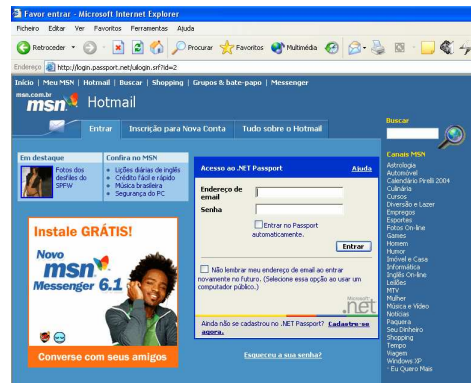 Favor entrar - Microsoft Internet Explorer
Ficheiro Editar Ver Favoritos Ferramentas Ajuda
Retroceder Procurar Favoritos Multimédia
Endereço http://login.passport.net/uilogin.srf?id=2
Início | Meu MSN | Hotmail | Buscar | Shopping | Grupos & bate-papo | Messenger
msn.com.br
msn Hotmail
Entrar Inscrição para Nova Conta Tudo sobre o Hotmail
Buscar
Em destaque
Fotos dos
desfiles do
SPFW
Confira no MSN
Lições diárias de inglês
Crédito fácil e rápido
Música brasileira
Segurança do PC
Instale GRÁTIS!
Novo
msn
Messenger 6.1
Converse com seus amigos
Acesso ao .NET Passport Ajuda
Endereço de
email
Senha
Entrar no Passport
automaticamente.
Entrar
Não lembrar meu endereço de email ao entrar
novamente no futuro. (Selecione essa opção ao usar um
computador público.)
Microsoft
.net
Ainda não se cadastrou no .NET Passport? Cadastre-se
agora.
Esqueceu a sua senha?
Canais MSN
Astrologia
Automóvel
Calendário Pirelli 2004
Culinária
Cursos
Diversão e Lazer
Empregos
Esportes
Fotos On-line
Games
Homem
Humor
Imóvel e Casa
Informática
Inglês On-line
Leilões
MTV
Mulher
Música e Vídeo
Notícias
Paquera
Seu Dinheiro
Shopping
Tempo
Viagem
Windows XP
Eu Quero Mais